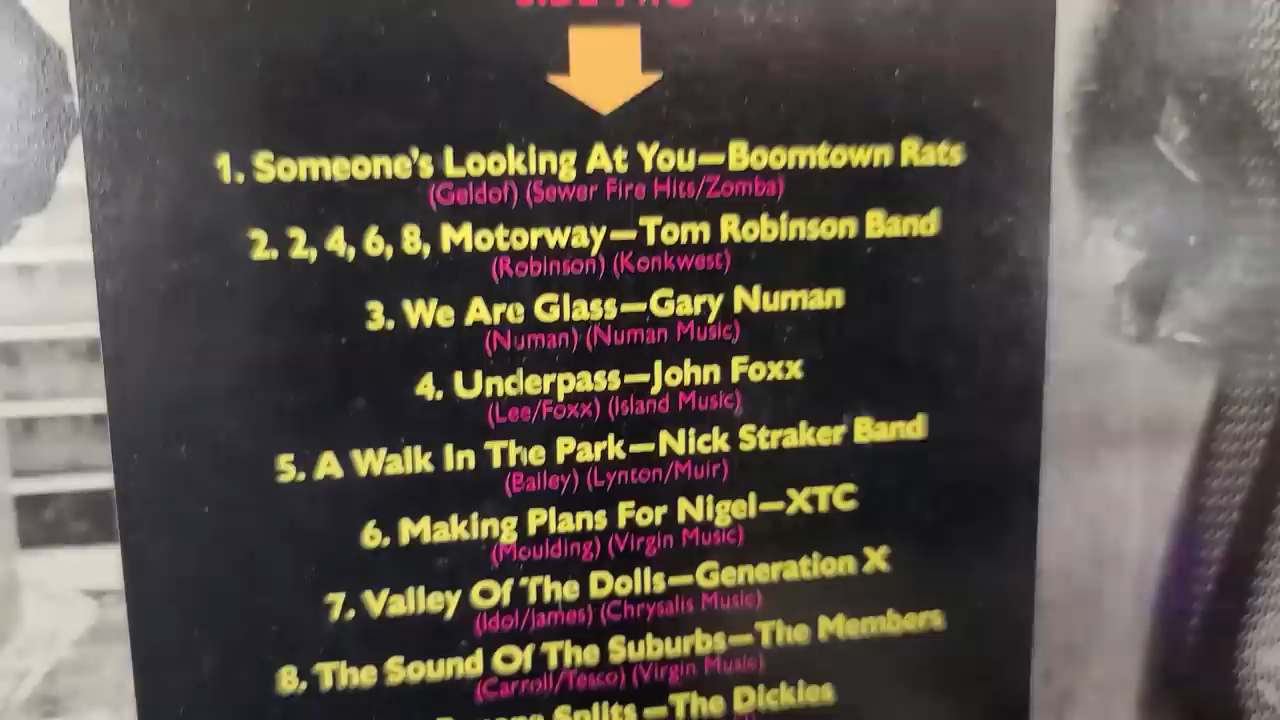 SIDE TWO
1. Someone's Looking At You—Boomtown Rats
(Geldof) (Sewer Fire Hits/Zomba)
2. 2, 4, 6, 8, Motorway—Tom Robinson Band
(Robinson) (Konkwest)
3. We Are Glass—Gary Numan
(Numan) (Numan Music)
4. Underpass—John Foxx
(Lee/Foxx) (Island Music)
5. A Walk In The Park—Nick Straker Band
(Bailey) (Lynton/Muir)
6. Making Plans For Nigel—XTC
(Moulding) (Virgin Music)
7. Valley Of The Dolls—Generation X
(Idol/James) (Chrysalis Music)
8. The Sound Of The Suburbs—The Members
(Carroll/Tesco) (Virgin Music)
Splits—The Dickies